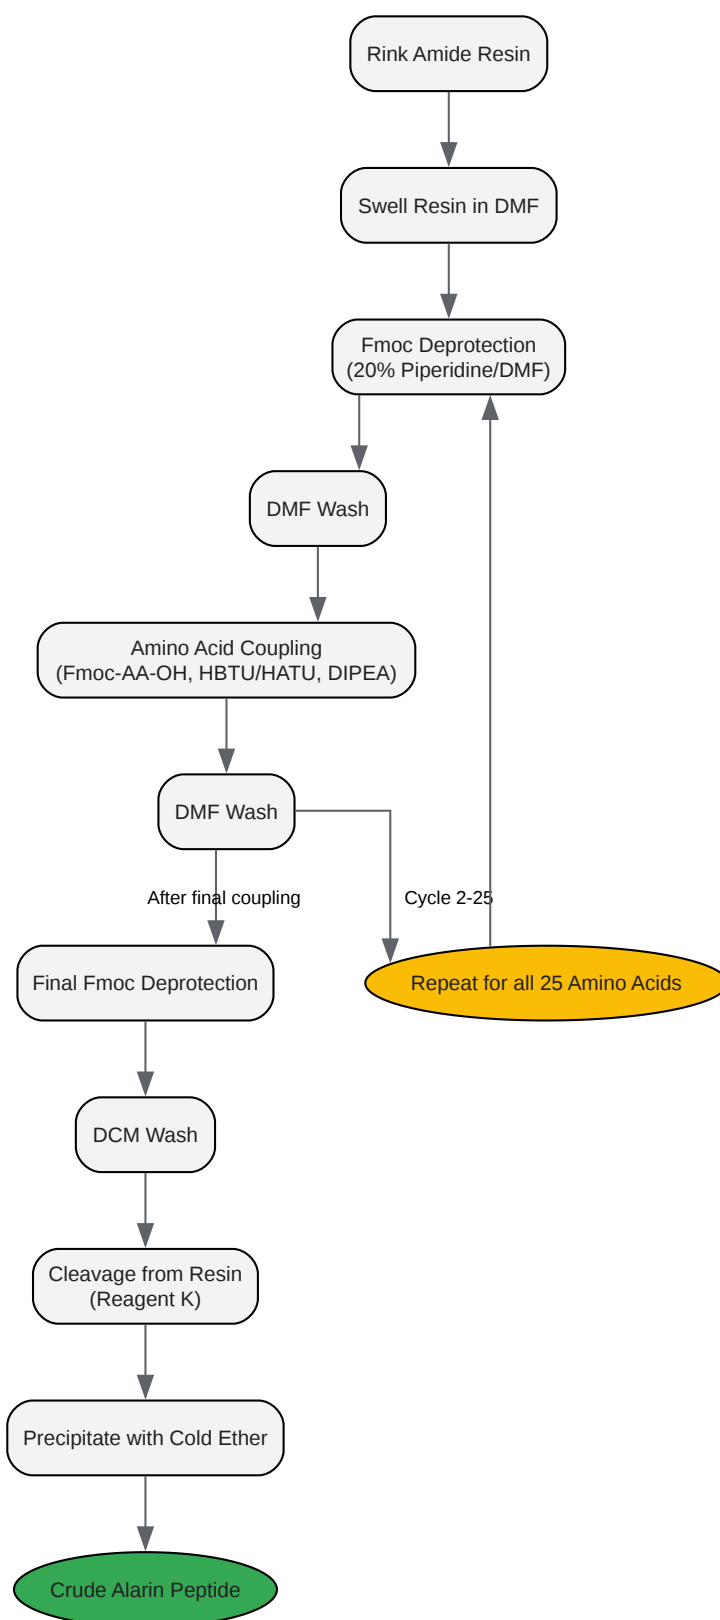 Rink Amide Resin
Swell Resin in DMF
Fmoc Deprotection
(20% Piperidine/DMF)
DMF Wash
Amino Acid Coupling
(Fmoc-AA-OH, HBTU/HATU, DIPEA)
DMF Wash
After final coupling
Cycle 2-25
Final Fmoc Deprotection
Repeat for all 25 Amino Acids
DCM Wash
Cleavage from Resin
(Reagent K)
Precipitate with Cold Ether
Crude Alarin Peptide